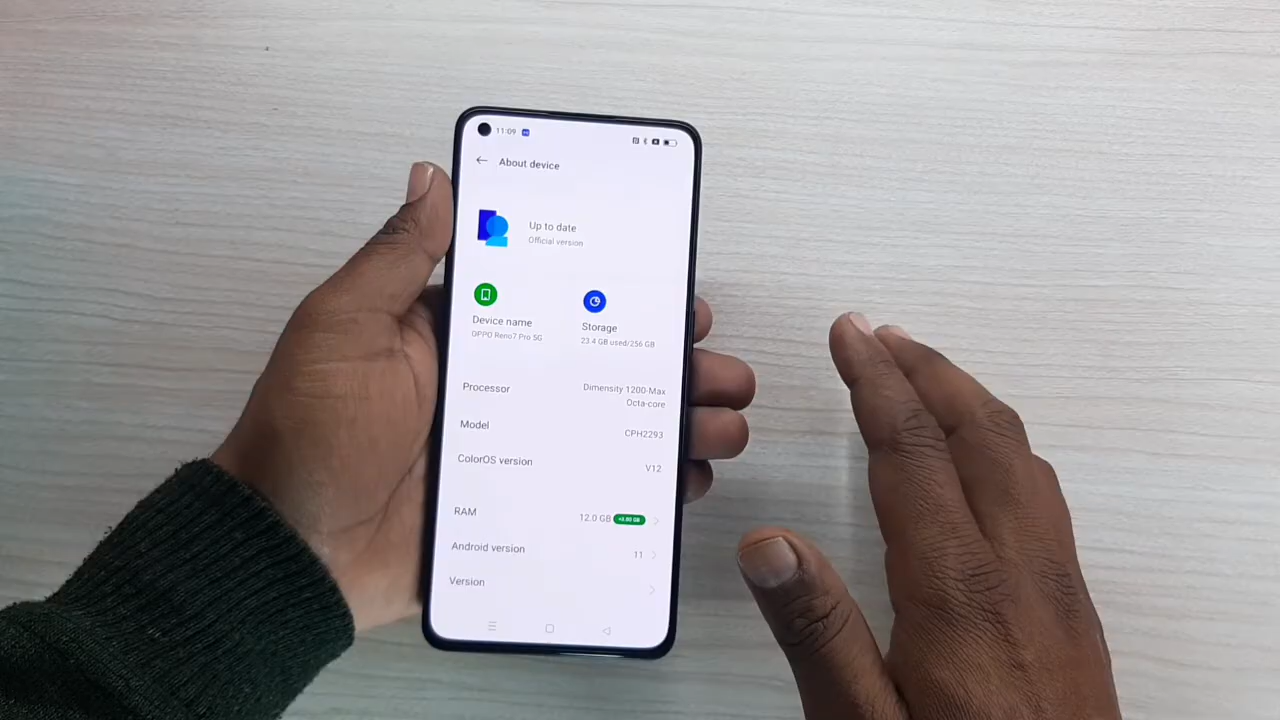 11:09
About device
Up to date
Official version
Device name
OPPO Reno7 Pro 5G
Storage
23.4 GB used/256 GB
Processor
Dimensity 1200-Max
Octa-core
Model
CPH2293
ColorOS version
V12
RAM
12.0 GB
Android version
11
Version